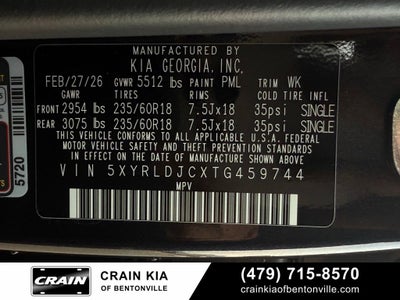 MANUFACTURED BY
KIA GEORGIA, INC.
FEB/27/26 GVWR 5512 lbs PAINT PML TRIM WK
GAWR TIRES RIMS COLD TIRE INFL
FRONT 2954 lbs 235/60R18 7.5Jx18 35psi SINGLE
REAR 3075 lbs 235/60R18 7.5Jx18 35psi SINGLE
THIS VEHICLE CONFORMS TO ALL APPLICABLE U.S.A. FEDERAL
MOTOR VEHICLE SAFETY, BUMPER, AND THEFT PREVENTION
STANDARDS IN EFFECT ON THE DATE OF MANUFACTURE SHOWN ABOVE.
VIN 5XYRLDJCXTG459744
MPV
5720
CRAIN
CRAIN KIA
OF BENTONVILLE
(479) 715-8570
crainkiaofbentonville.com